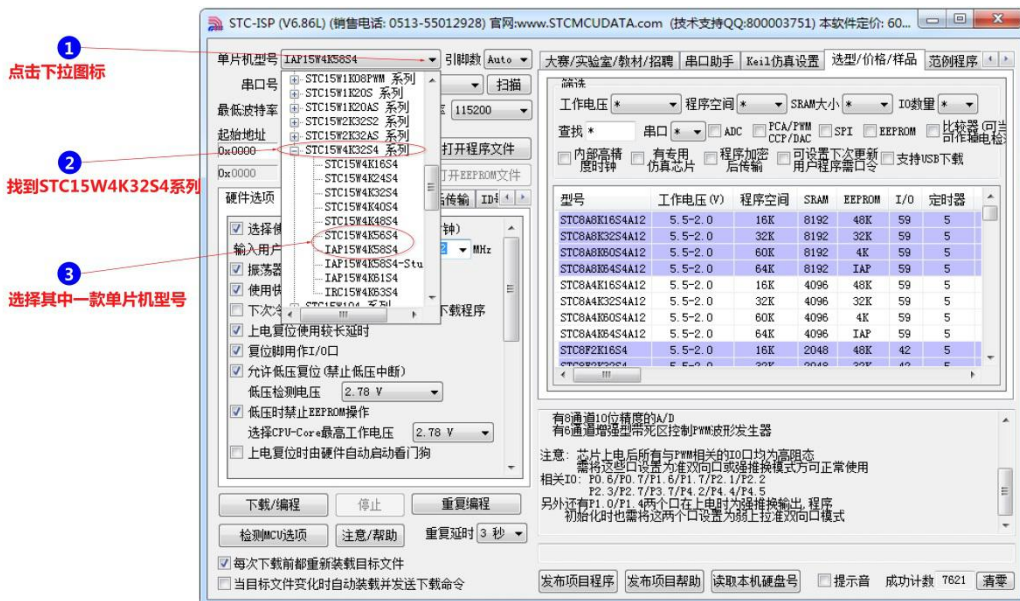 STC-ISP (V6.86L) (销售电话: 0513-55012928) 官网:www.STCMCUDATA.com (技术支持QQ:800003751) 本软件定价: 60...
1
点击下拉图标
2
找到STC15W4K32S4系列
3
选择其中一款单片机型号
单片机型号 IAP15W4K58S4 引脚数 Auto
串口号 扫描
最低波特率 115200
起始地址
0x0000 打开程序文件
0x0000 打开EEPROM文件
STC15W1K08PWM 系列
STC15W1K20S 系列
STC15W1K20AS 系列
STC15W2K32S2 系列
STC15W2K32AS 系列
STC15W4K32S4 系列
STC15W4K16S4
STC15W4K24S4
STC15W4K32S4
STC15W4K40S4
STC15W4K48S4
STC15W4K56S4
IAP15W4K58S4
IAP15W4K58S4-Stu
IAP15W4K61S4
IRC15W4K63S4
硬件选项 后传输
选择使 钟)
输入用户 MHz
振荡器
使用快
下次冷 下载程序
上电复位使用较长延时
复位脚用作I/O口
允许低压复位(禁止低压中断)
低压检测电压 2.78 V
低压时禁止EEPROM操作
选择CPU-Core最高工作电压 2.78 V
上电复位时由硬件自动启动看门狗
下载/编程 停止 重复编程
检测MCU选项 注意/帮助 重复延时 3 秒
每次下载前都重新装载目标文件
当目标文件变化时自动装载并发送下载命令
大赛/实验室/教材/招聘 串口助手 Keil仿真设置 选型/价格/样品 范例程序
筛选
工作电压 * 程序空间 * SRAM大小 * IO数量 *
查找 * 串口 * ADC PCA/PWM CCP/DAC SPI EEPROM
内部高精度时钟 有专用仿真芯片 程序加密后传输 可设置下次更新用户程序需口令 支持USB下载
型号 工作电压(V) 程序空间 SRAM EEPROM I/O 定时器
STC8A8K16S4A12 5.5-2.0 16K 8192 48K 59 5
STC8A8K32S4A12 5.5-2.0 32K 8192 32K 59 5
STC8A8K60S4A12 5.5-2.0 60K 8192 4K 59 5
STC8A8K64S4A12 5.5-2.0 64K 8192 IAP 59 5
STC8A4K16S4A12 5.5-2.0 16K 4096 48K 59 5
STC8A4K32S4A12 5.5-2.0 32K 4096 32K 59 5
STC8A4K60S4A12 5.5-2.0 60K 4096 4K 59 5
STC8A4K64S4A12 5.5-2.0 64K 4096 IAP 59 5
STC8F2K16S4 5.5-2.0 16K 2048 48K 42 5
STC8F2K32S4 5.5-2.0 32K 2048 32K 42 5
有8通道10位精度的A/D
有6通道增强型带死区控制PWM波形发生器
注意: 芯片上电后所有与PWM相关的IO口均为高阻态
需将这些口设置为准双向口或强推挽模式方可正常使用
相关IO: P0.6/P0.7/P1.6/P1.7/P2.1/P2.2
P2.3/P2.7/P3.7/P4.2/P4.4/P4.5
另外还有P1.0/P1.4两个口在上电时为强推挽输出,程序
初始化时也需将这两个口设置为弱上拉准双向口模式
发布项目程序 发布项目帮助 读取本机硬盘号 提示音 成功计数 7621 清零